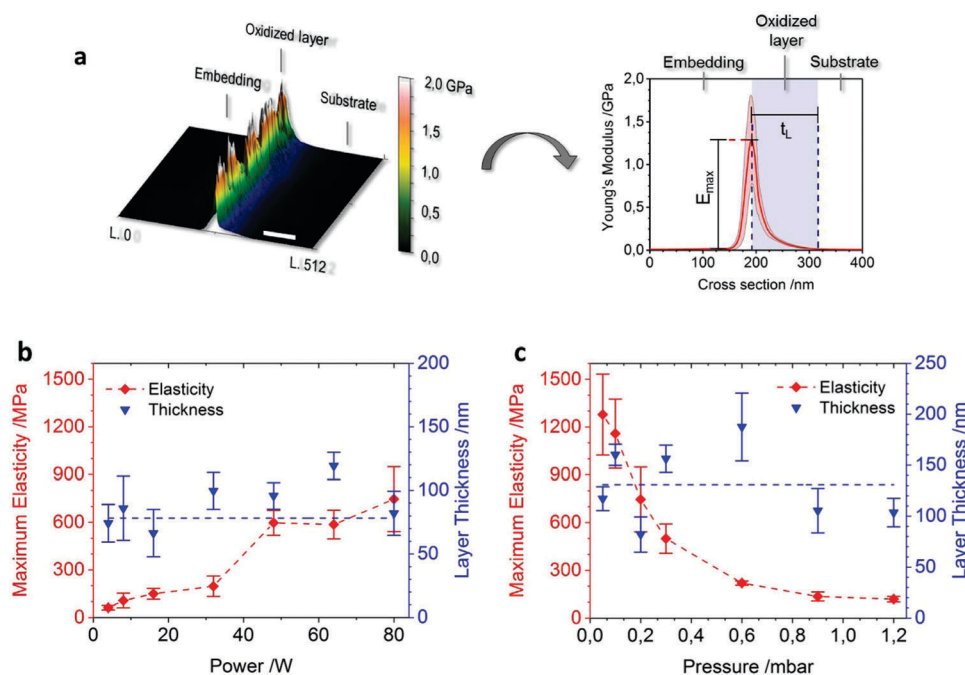 a
Oxidized layer
Embedding
Substrate
2,0 GPa
1,5
1,0
0,5
0,0
L. 0
L. 512
Oxidized
layer
Embedding
Substrate
2,0
1,5
1,0
0,5
0,0
Young's Modulus /GPa
E_max
t_L
0 100 200 300 400
Cross section /nm
b
1500
1200
900
600
300
0
Maximum Elasticity /MPa
Elasticity
Thickness
200
150
100
50
0
Layer Thickness /nm
0 20 40 60 80
Power /W
c
1500
1200
900
600
300
0
Maximum Elasticity /MPa
Elasticity
Thickness
250
200
150
100
50
0
Layer Thickness /nm
0,0 0,2 0,4 0,6 0,8 1,0 1,2
Pressure /mbar